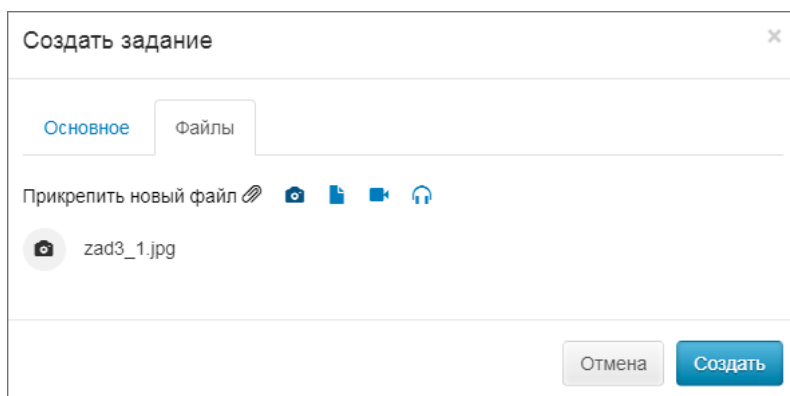 Создать задание
Основное Файлы
Прикрепить новый файл
zad3_1.jpg
Отмена Создать